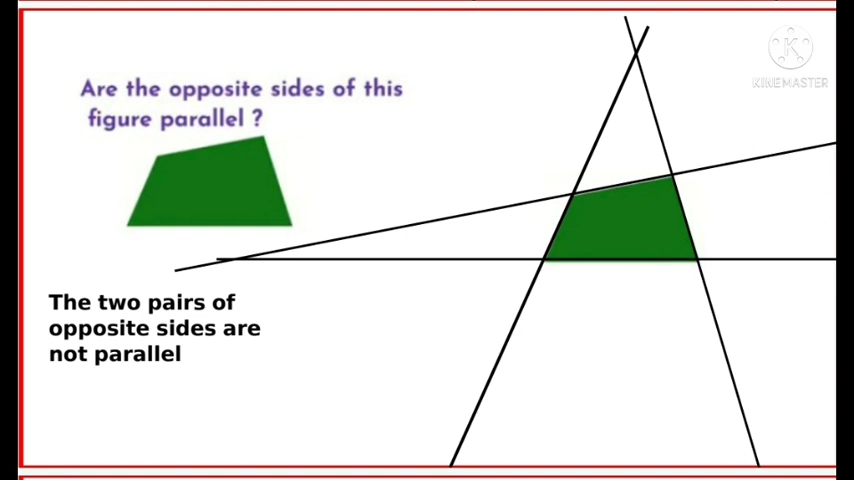 Are the opposite sides of this
figure parallel ?
K
KINEMASTER
The two pairs of
opposite sides are
not parallel